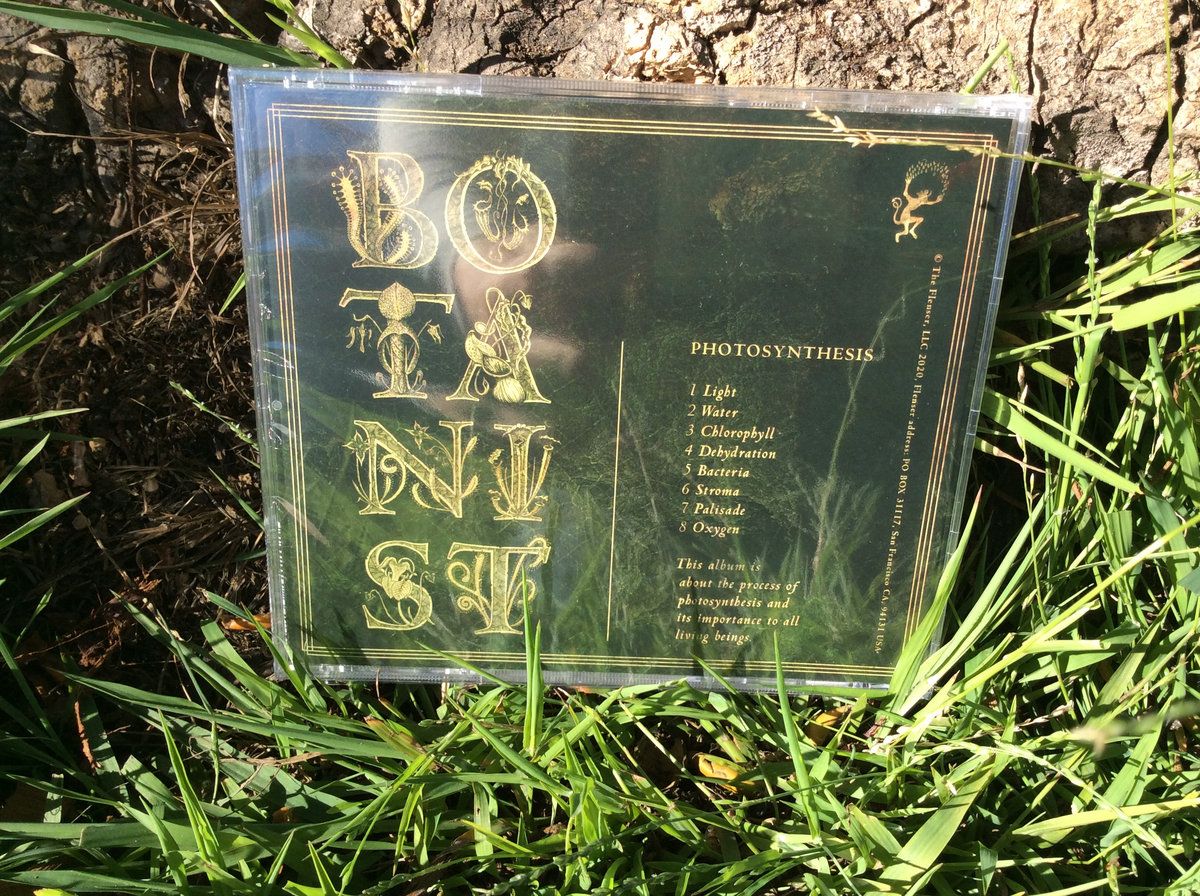 BO
TA
NI
ST
PHOTOSYNTHESIS
1 Light
2 Water
3 Chlorophyll
4 Dehydration
5 Bacteria
6 Stroma
7 Palisade
8 Oxygen
This album is
about the process of
photosynthesis and
its importance to all
living beings.
© The Flenser, LLC 2020. Flenser address: PO BOX 31117, San Francisco CA, 94131 USA